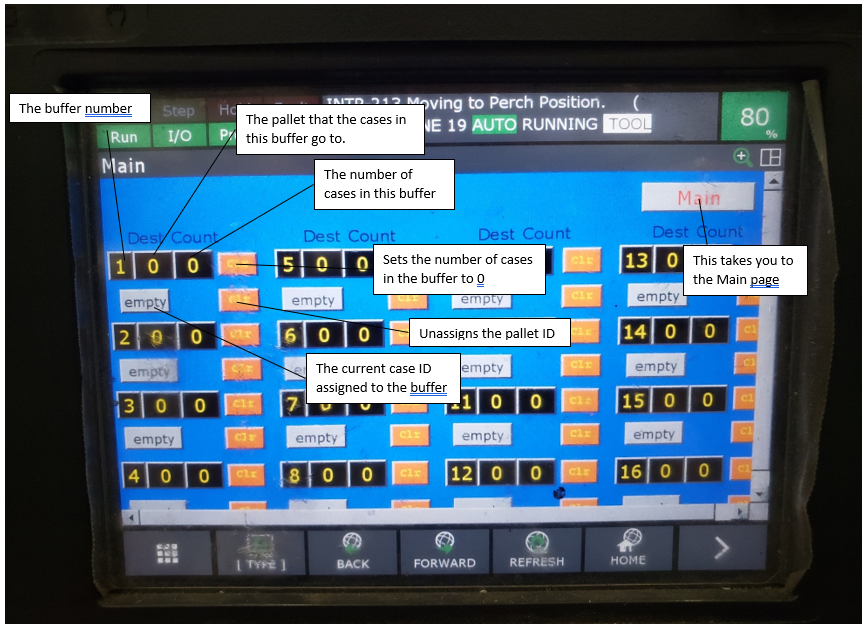 The buffer number
Step
INTP-213 Moving to Perch Position. (
The pallet that the cases in
this buffer go to.
NE 19 AUTO RUNNING TOOL
80
%
Run I/O
Main
The number of
cases in this buffer
Main
Dest Count Dest Count Dest Count Dest Count
1 0 0 5 0 0 Clr 13 0
Sets the number of cases
in the buffer to 0
This takes you to
the Main page
empty empty Clr empty Clr empty
2 0 0 Clr 6 0 0 14 0 0
Unassigns the pallet ID
empty Clr empty Clr empty
The current case ID
assigned to the buffer
3 0 0 Clr 7 0 0 11 0 0 Clr 15 0 0
empty Clr empty Clr empty Clr empty
4 0 0 Clr 8 0 0 Clr 12 0 0 Clr 16 0 0
[ TYPE ] BACK FORWARD REFRESH HOME